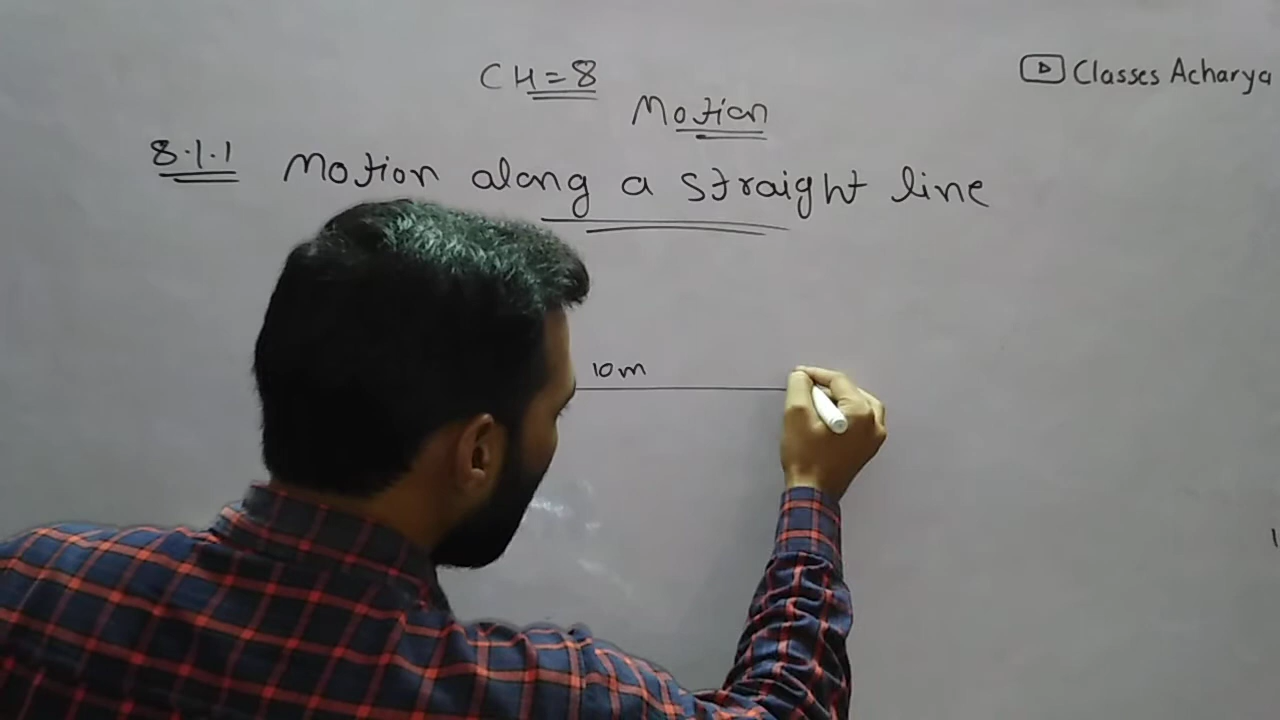 CH=8
Classes Acharya
Motion
8.1.1 Motion along a straight line
10m